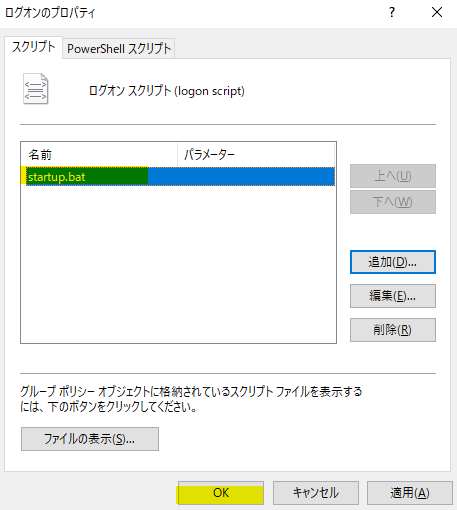 ログオンのプロパティ
?
スクリプト PowerShell スクリプト
ログオン スクリプト (logon script)
名前 パラメーター
startup.bat
上へ(U)
下へ(W)
追加(D)...
編集(E)...
削除(R)
グループ ポリシー オブジェクトに格納されているスクリプト ファイルを表示する
には、下のボタンをクリックしてください。
ファイルの表示(S)...
OK キャンセル 適用(A)